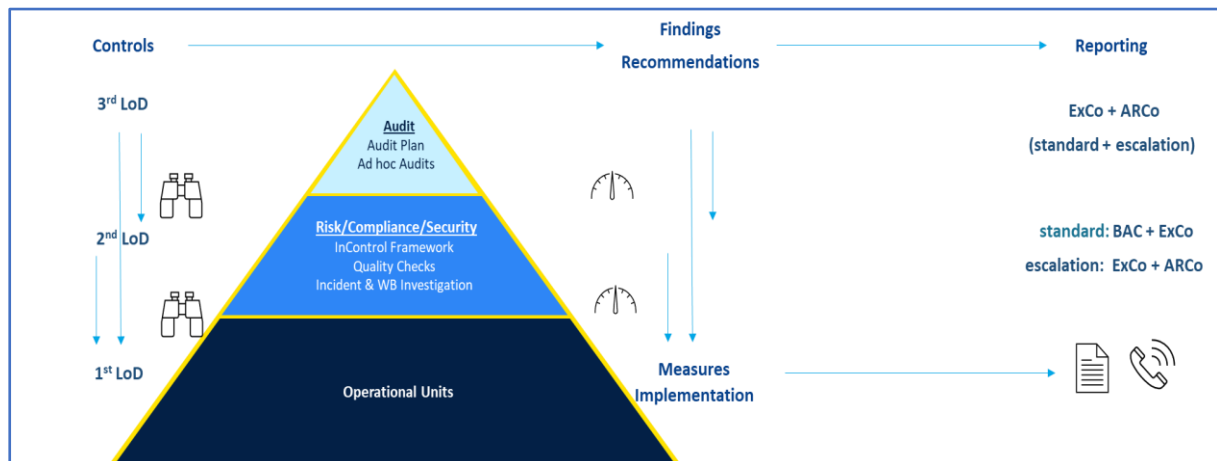 Controls
Findings
Recommendations
Reporting
3rd LoD
Audit
Audit Plan
Ad hoc Audits
ExCo + ARCo
(standard + escalation)
2nd LoD
Risk/Compliance/Security
InControl Framework
Quality Checks
Incident & WB Investigation
standard: BAC + ExCo
escalation: ExCo + ARCo
1st LoD
Operational Units
Measures
Implementation